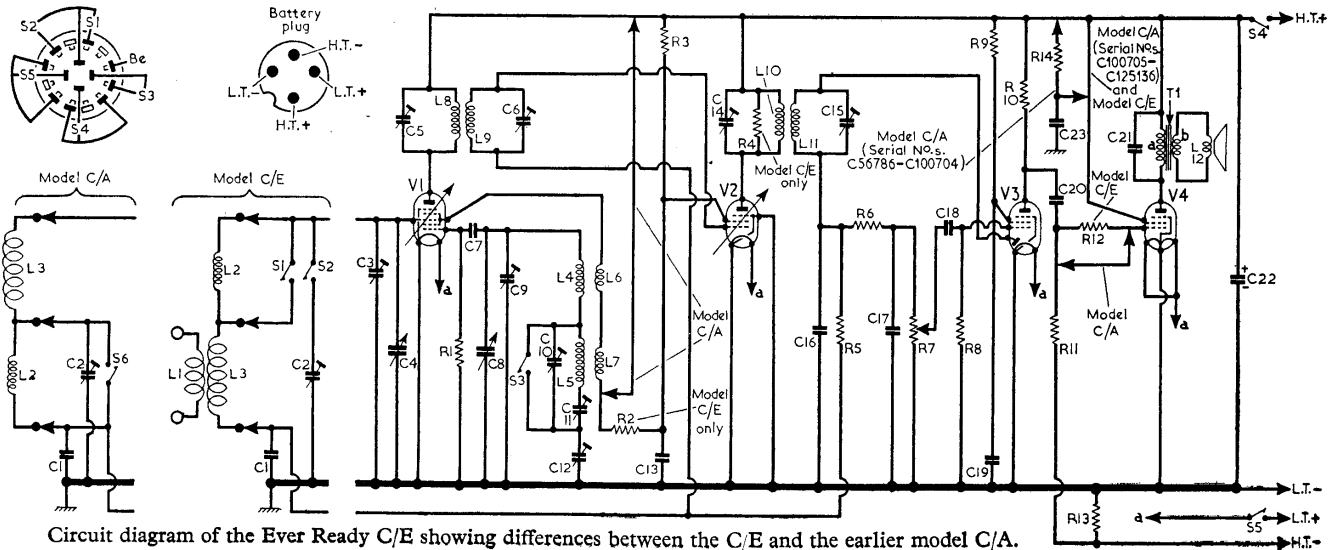 S2
S1
S5
Be
S3
S4
Battery
plug
H.T.-
L.T.-
L.T.+
H.T.+
Model C/A
L3
L2
C2
S6
C1
Model C/E
L2
S1
S2
L1
L3
C2
C1
C3
C4
V1
a
R1
C7
C8
C9
C5
L8
L9
C6
L4
L6
S3
C
10
L5
L7
C
11
C12
R2
Model
C/E
only
Model
C/A
R3
C13
V2
a
C
14
R4
L10
L11
C15
Model C/E
only
C16
R5
R6
C17
R7
C18
R8
Model C/A
(Serial Nos.
C56786-C100704)
R9
R
10
C19
V3
a
R14
C23
Model C/A
(Serial Nos.
C100705-
C125136)
and
Model C/E
T1
C21
a
b
L
12
C20
Model
C/E
R12
V4
a
Model
C/A
R11
C22
+
-
S4
H.T.+
L.T.-
R13
a
S5
L.T.+
H.T.-
Circuit diagram of the Ever Ready C/E showing differences between the C/E and the earlier model C/A.